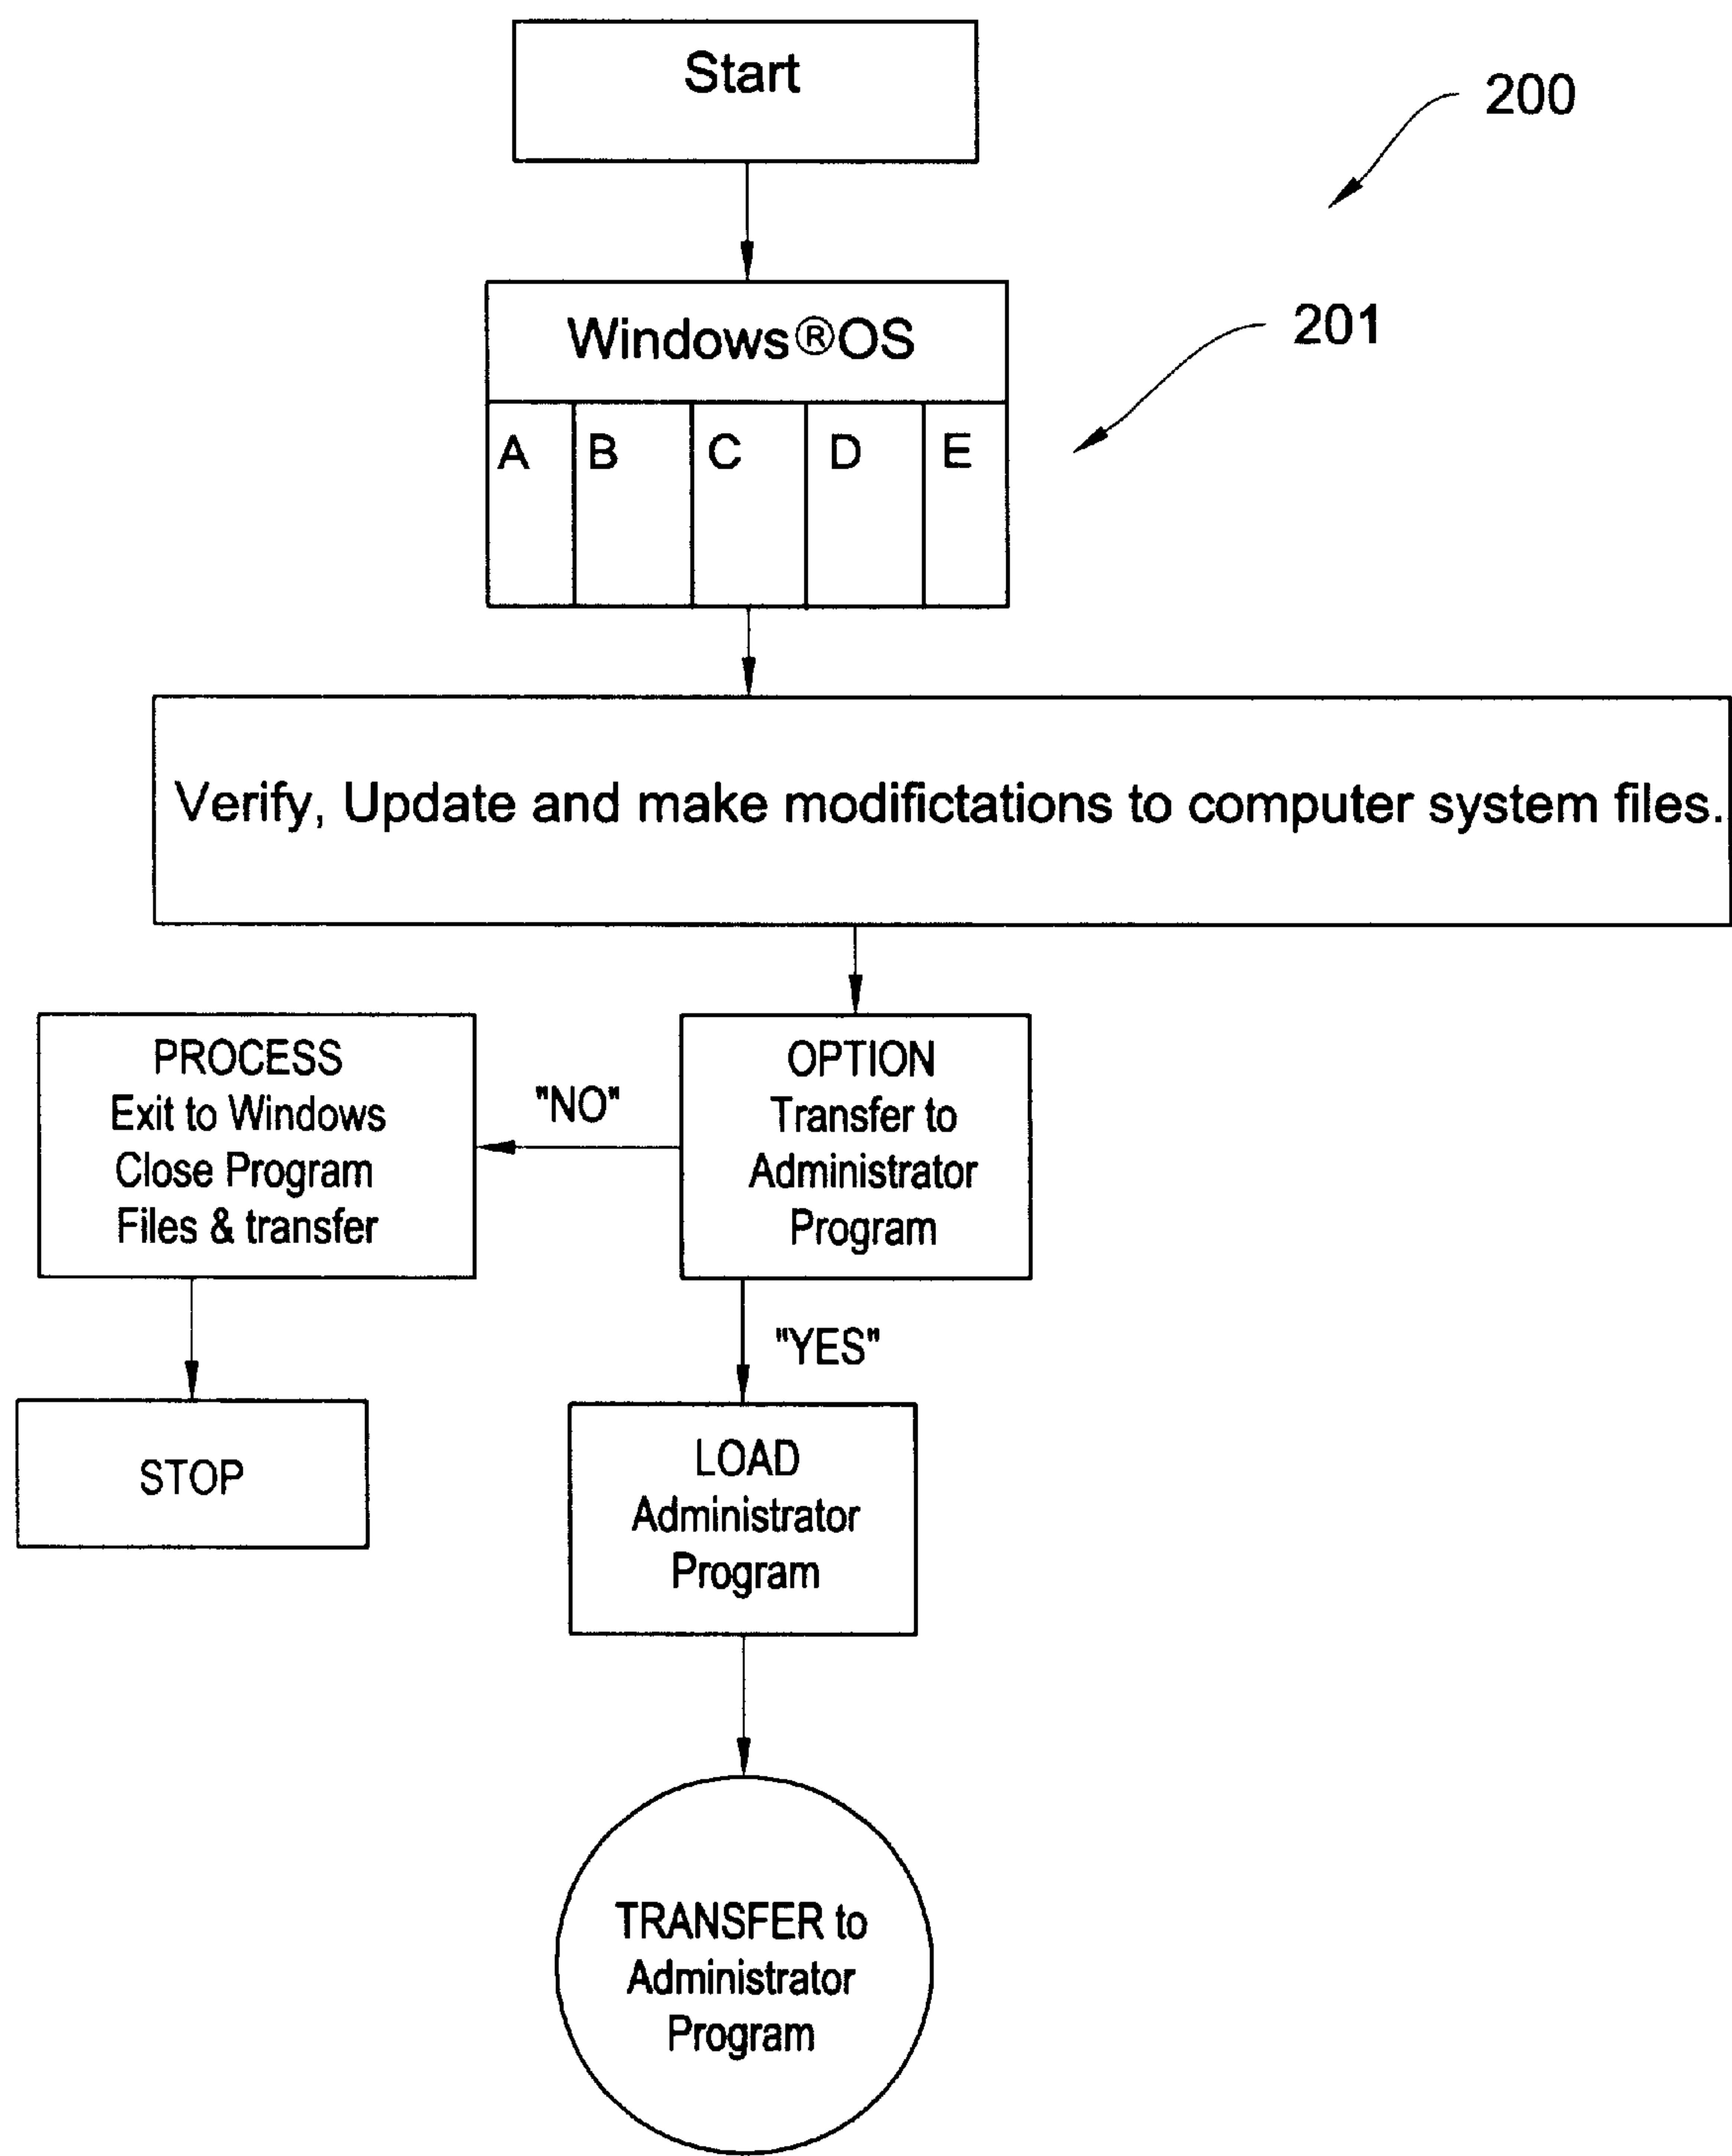 Start
200
Windows®OS
201
A B C D E
Verify, Update and make modifictations to computer system files.
PROCESS
Exit to Windows
Close Program
Files & transfer
"NO"
OPTION
Transfer to
Administrator
Program
"YES"
STOP
LOAD
Administrator
Program
TRANSFER to
Administrator
Program